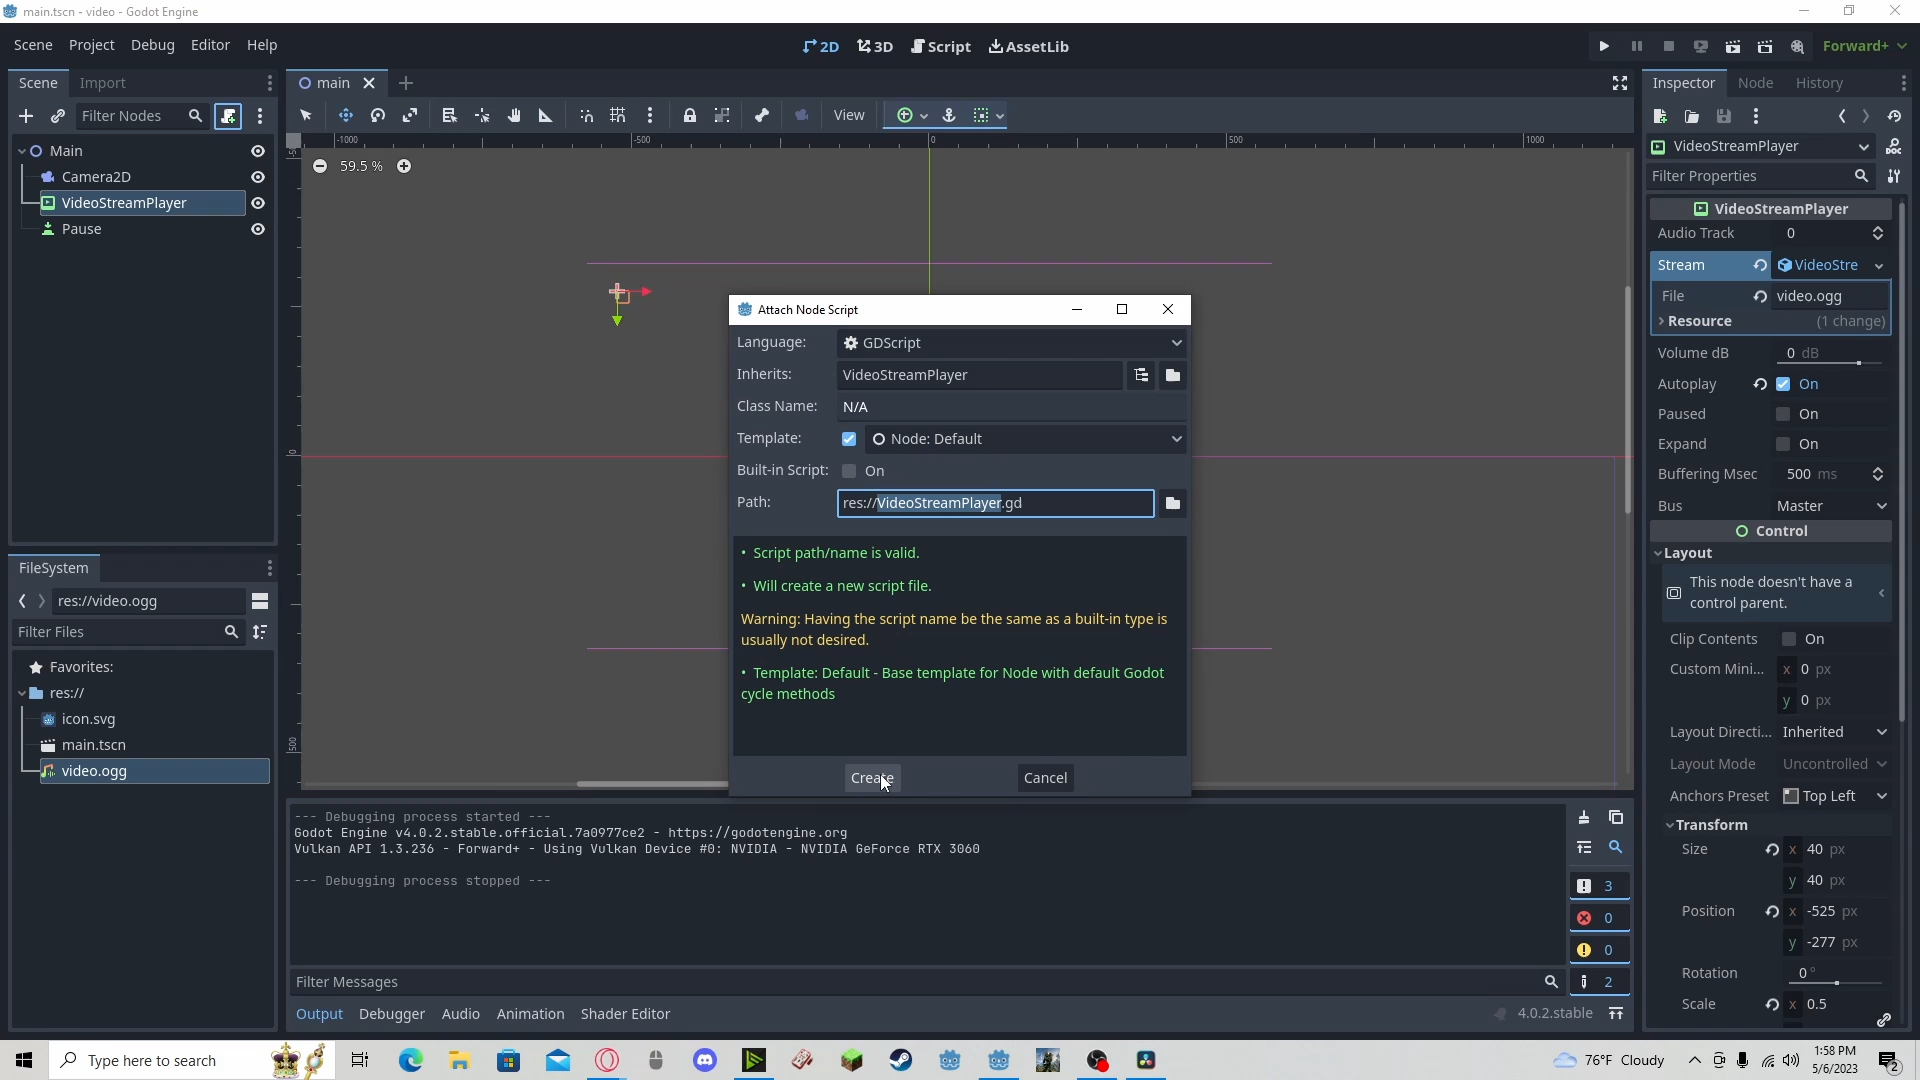 main.tscn - video - Godot Engine
Scene Project Debug Editor Help
2D 3D Script AssetLib
Forward+
Scene Import
main
Inspector Node History
Filter Nodes
View
Main
Camera2D
VideoStreamPlayer
Pause
-1000 -500 0 500 1000
59.5 %
0
500
Attach Node Script
Language: GDScript
Inherits: VideoStreamPlayer
Class Name: N/A
Template: Node: Default
Built-in Script: On
Path: res://VideoStreamPlayer.gd
• Script path/name is valid.
• Will create a new script file.
Warning: Having the script name be the same as a built-in type is
usually not desired.
• Template: Default - Base template for Node with default Godot
cycle methods
Create Cancel
VideoStreamPlayer
Filter Properties
VideoStreamPlayer
Audio Track 0
Stream VideoStre
File video.ogg
Resource (1 change)
Volume dB 0 dB
Autoplay On
Paused On
Expand On
Buffering Msec 500 ms
Bus Master
Control
Layout
This node doesn't have a
control parent.
Clip Contents On
Custom Mini... x 0 px
y 0 px
Layout Directi... Inherited
Layout Mode Uncontrolled
Anchors Preset Top Left
Transform
Size x 40 px
y 40 px
Position x -525 px
y -277 px
Rotation 0 °
Scale x 0.5
FileSystem
res://video.ogg
Filter Files
Favorites:
res://
icon.svg
main.tscn
video.ogg
--- Debugging process started ---
Godot Engine v4.0.2.stable.official.7a0977ce2 - https://godotengine.org
Vulkan API 1.3.236 - Forward+ - Using Vulkan Device #0: NVIDIA - NVIDIA GeForce RTX 3060
--- Debugging process stopped ---
3
0
0
2
Filter Messages
Output Debugger Audio Animation Shader Editor
4.0.2.stable
Type here to search
76°F Cloudy
1:58 PM
5/6/2023
2